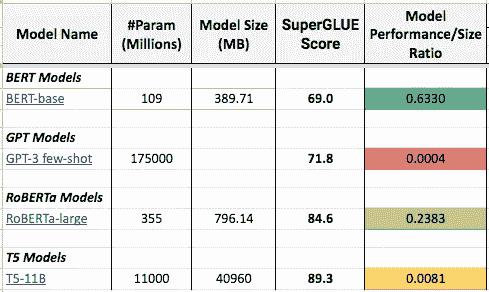 Model Name #Param (Millions) Model Size (MB) SuperGLUE Score Model Performance/Size Ratio
BERT Models
BERT-base 109 389.71 69.0 0.6330
GPT Models
GPT-3 few-shot 175000 71.8 0.0004
RoBERTa Models
RoBERTa-large 355 796.14 84.6 0.2383
T5 Models
T5-11B 11000 40960 89.3 0.0081